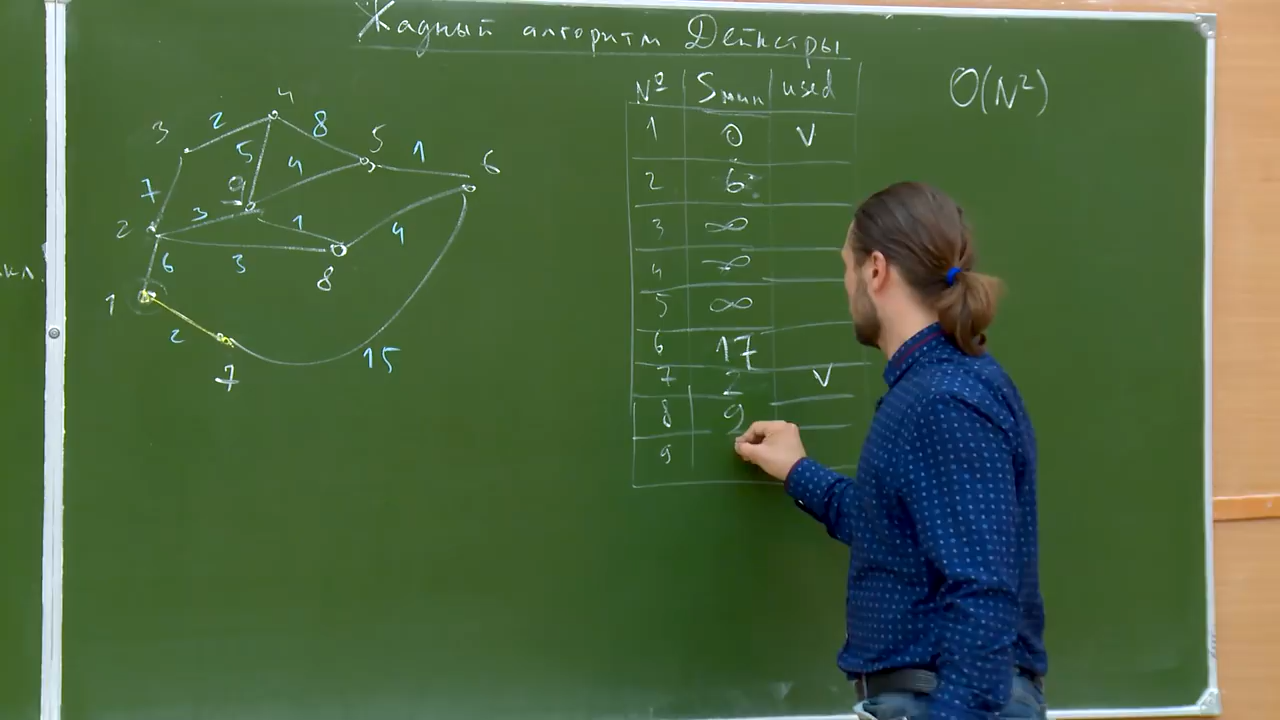 Жадный алгоритм Дейкстры
О(N²)
№ Sмин used
1 0 V
2 6
3 ∞
4 ∞
5 ∞
6 17
7 2 V
8 9
9
кл.
4
3 2 8 5 1 6
5 4
7 9
2 3 1 4
6 3 8
1
2 7 15